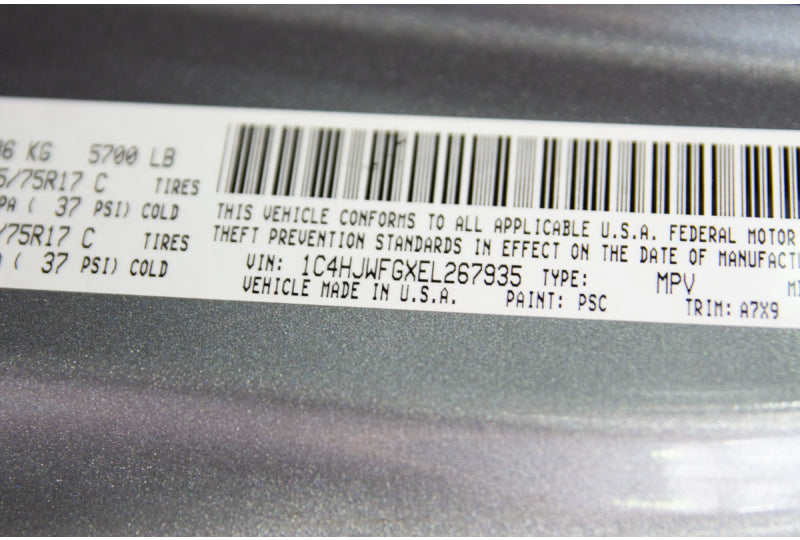 36 KG 5700 LB
5/75R17 C TIRES
PA ( 37 PSI) COLD
/75R17 C TIRES
( 37 PSI) COLD
THIS VEHICLE CONFORMS TO ALL APPLICABLE U.S.A. FEDERAL MOTOR
THEFT PREVENTION STANDARDS IN EFFECT ON THE DATE OF MANUFACTU
VIN: 1C4HJWFGXEL267935 TYPE: MPV
VEHICLE MADE IN U.S.A. PAINT: PSC TRIM: A7X9